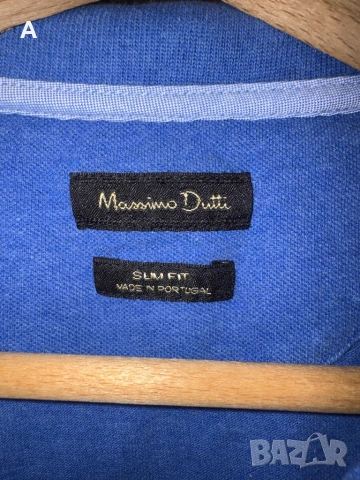 A
Massimo Dutti
SLIM FIT
MADE IN PORTUGAL
BAZAR